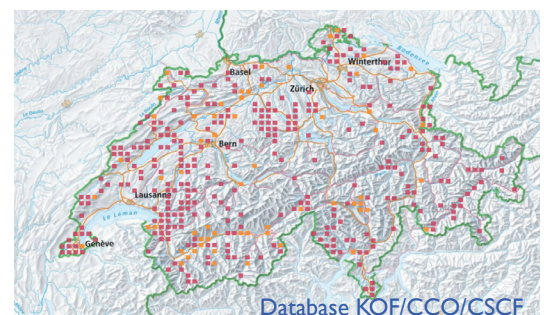 Bodensee
Basel
Winterthur
Zürich
Bern
Lausanne
Le Léman
Genève
Database KOF/CCO/CSCF